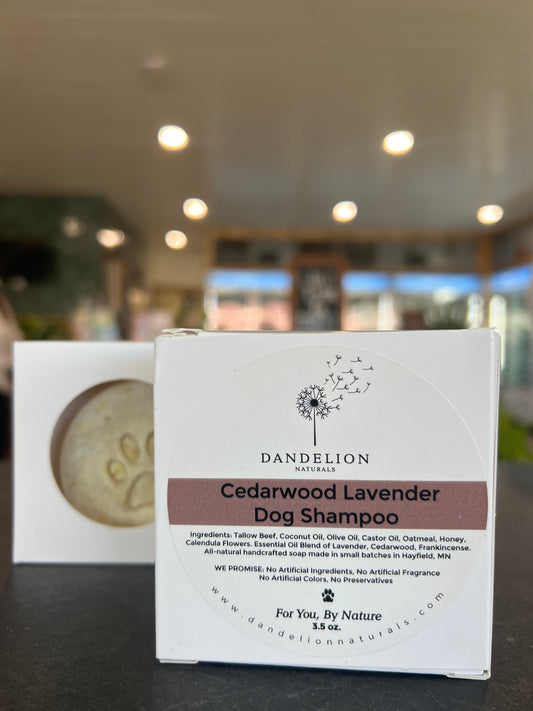 DANDELION
NATURALS
Cedarwood Lavender
Dog Shampoo
Ingredients: Tallow Beef, Coconut Oil, Olive Oil, Castor Oil, Oatmeal, Honey,
Calendula Flowers. Essential Oil Blend of Lavender, Cedarwood, Frankincense.
All-natural handcrafted soap made in small batches in Hayfield, MN
WE PROMISE: No Artificial Ingredients, No Artificial Fragrance
No Artificial Colors, No Preservatives
For You, By Nature
3.5 oz.
www.dandelionnaturals.com